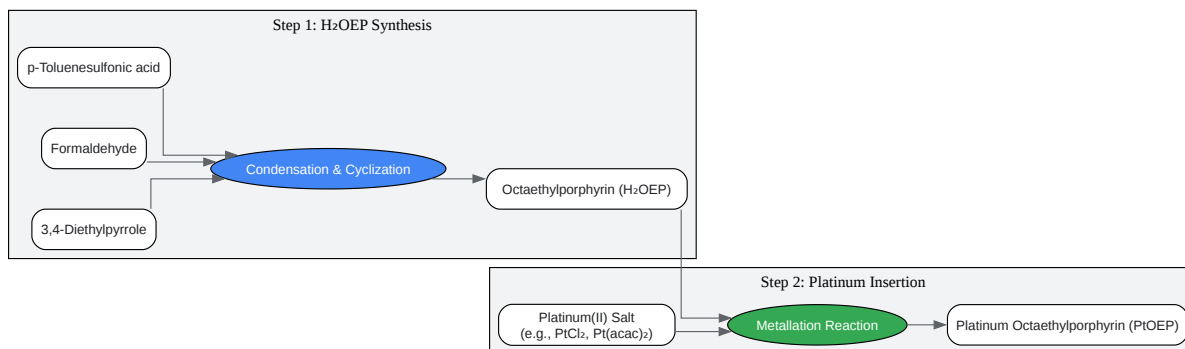 Step 1: H₂OEP Synthesis
p-Toluenesulfonic acid
Formaldehyde
Condensation & Cyclization
Octaethylporphyrin (H₂OEP)
3,4-Diethylpyrrole
Step 2: Platinum Insertion
Platinum(II) Salt
(e.g., PtCl₂, Pt(acac)₂)
Metallation Reaction
Platinum Octaethylporphyrin (PtOEP)